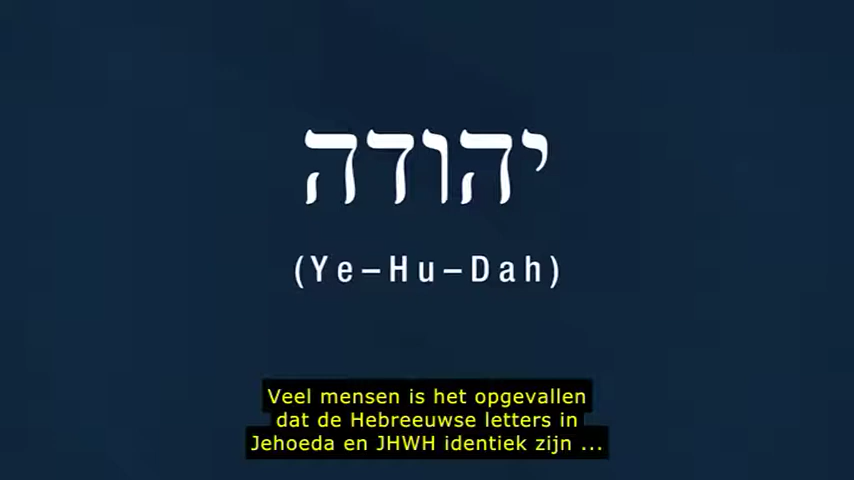 יהודה
(Ye–Hu–Dah)
Veel mensen is het opgevallen
dat de Hebreeuwse letters in
Jehoeda en JHWH identiek zijn ...